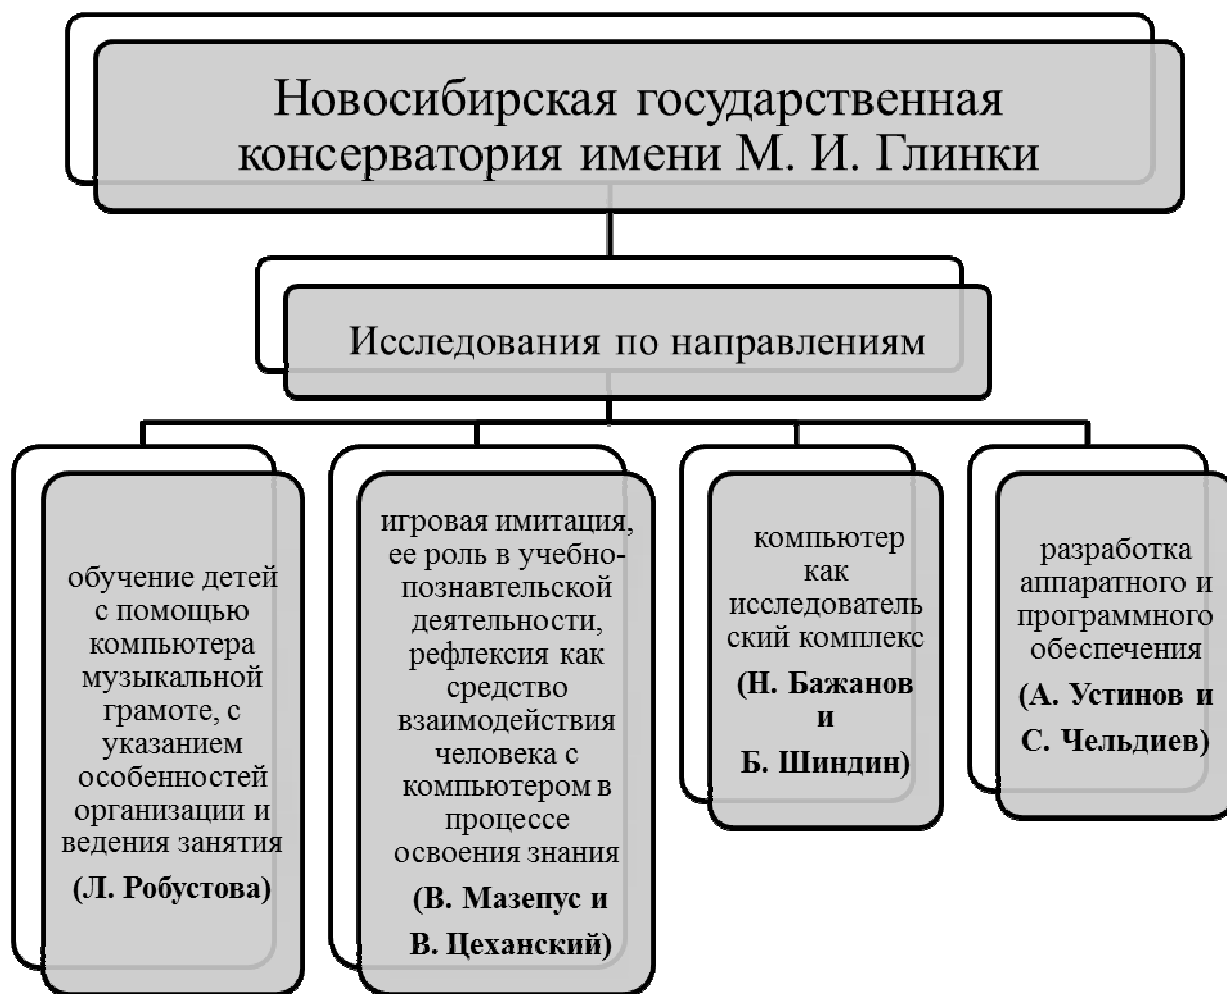 Новосибирская государственная
консерватория имени М. И. Глинки
Исследования по направлениям
обучение детей
с помощью
компьютера
музыкальной
грамоте, с
указанием
особенностей
организации и
ведения занятия
(Л. Робустова)
игровая имитация,
ее роль в учебно-
познавтельской
деятельности,
рефлексия как
средство
взаимодействия
человека с
компьютером в
процессе
освоения знания
(В. Мазепус и
В. Цеханский)
компьютер
как
исследователь
ский комплекс
(Н. Бажанов
и
Б. Шиндин)
разработка
аппаратного и
программного
обеспечения
(А. Устинов и
С. Чельдиев)